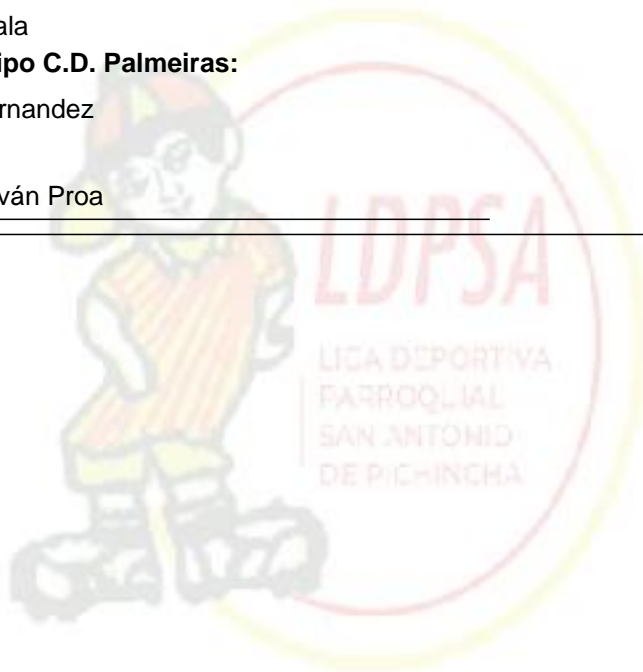 ala
ipo C.D. Palmeiras:
rnandez
ván Proa
LDPSA
LIGA DEPORTIVA
PARROQUIAL
SAN ANTONIO
DE PICHINCHA